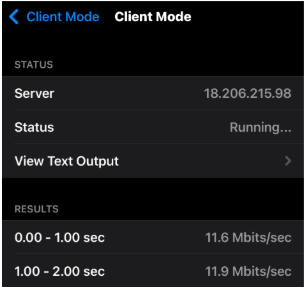 Client Mode Client Mode
STATUS
Server 18.206.215.98
Status Running...
View Text Output
RESULTS
0.00 - 1.00 sec 11.6 Mbits/sec
1.00 - 2.00 sec 11.9 Mbits/sec